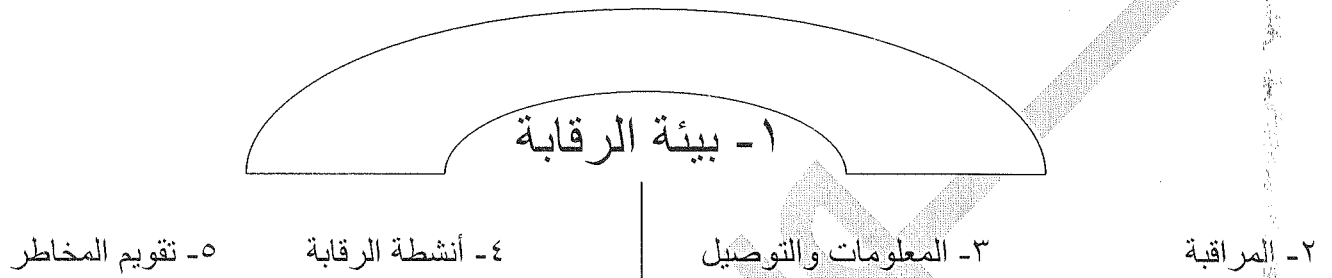 ١- بيئة الرقابة
٢- المراقبة ٣- المعلومات والتوصيل ٤- أنشطة الرقابة ٥- تقويم المخاطر